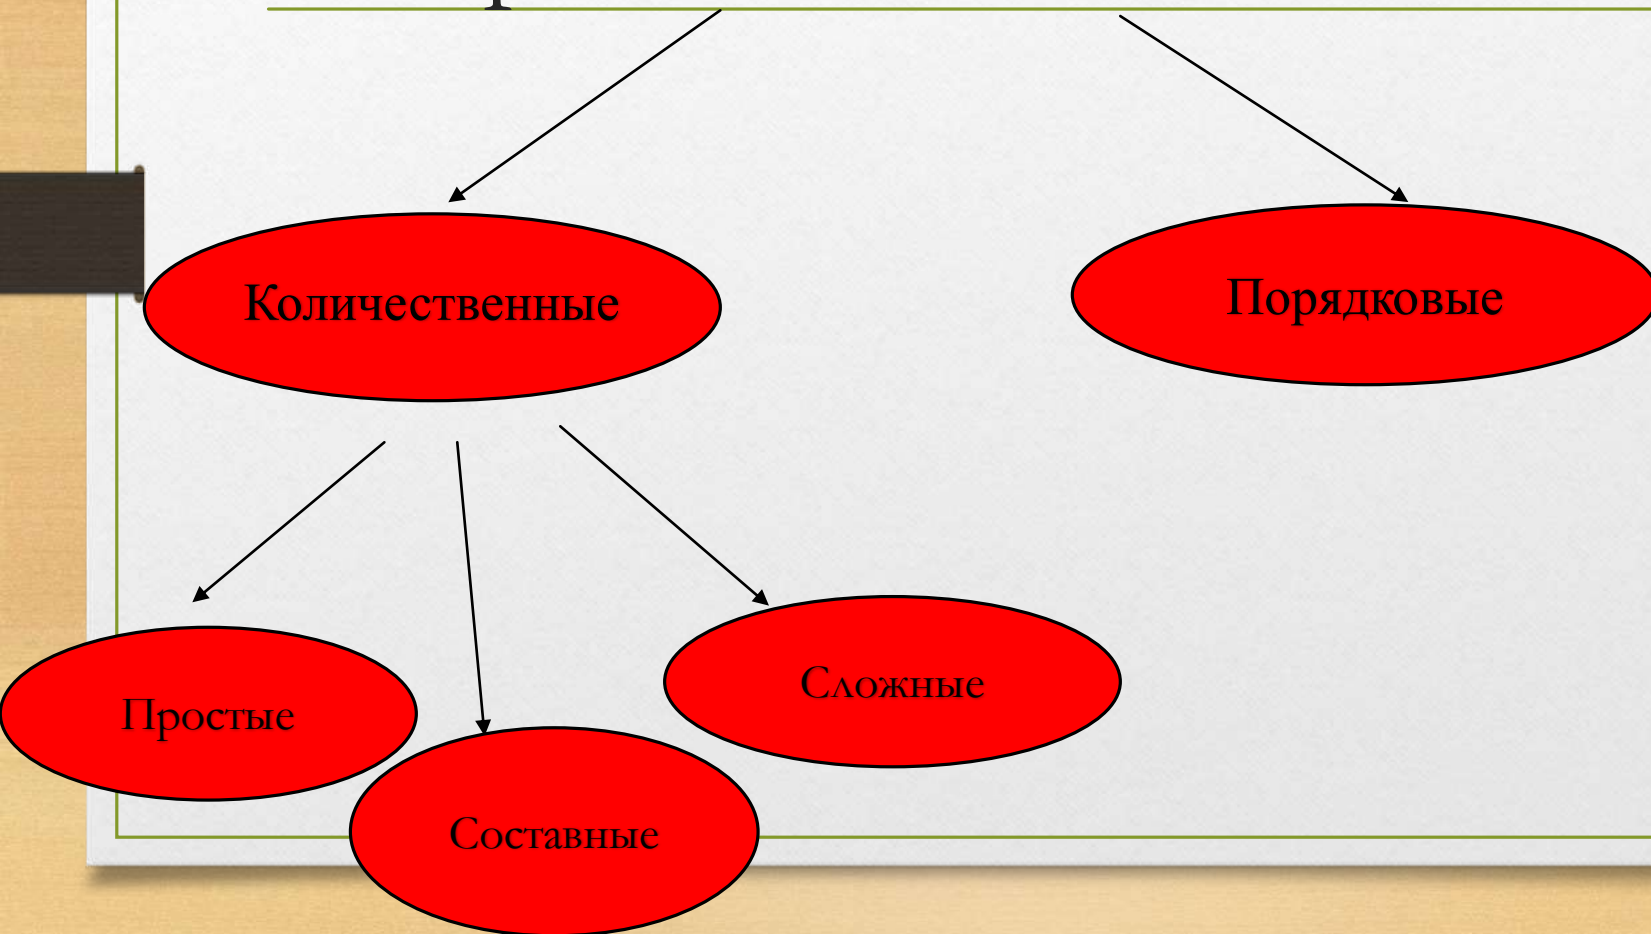 Количественные
Порядковые
Простые
Сложные
Составные